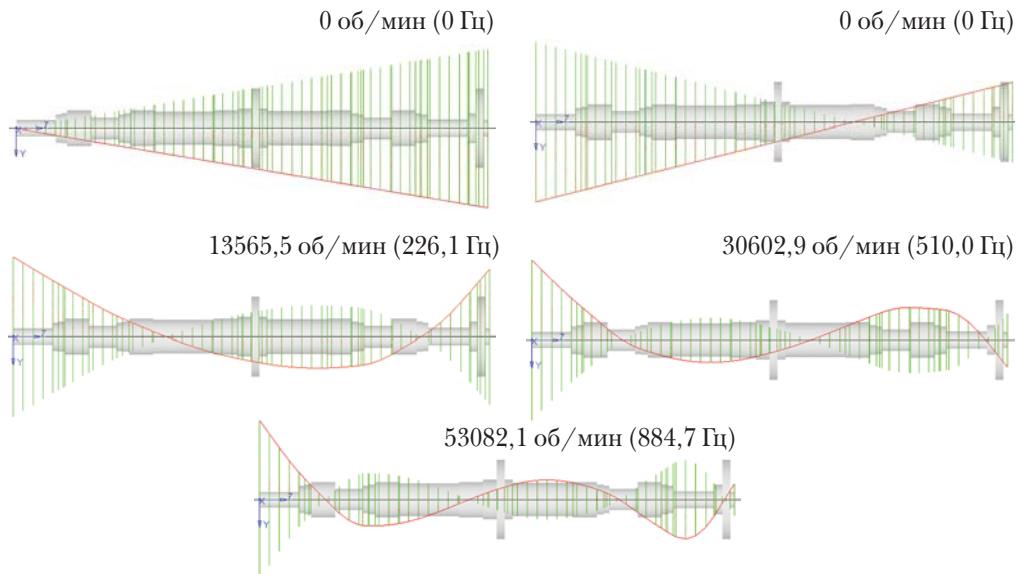 0 об/мин (0 Гц)
0 об/мин (0 Гц)
X Z
Y
X Z
Y
13565,5 об/мин (226,1 Гц)
30602,9 об/мин (510,0 Гц)
X Z
Y
X Z
Y
53082,1 об/мин (884,7 Гц)
X Z
Y